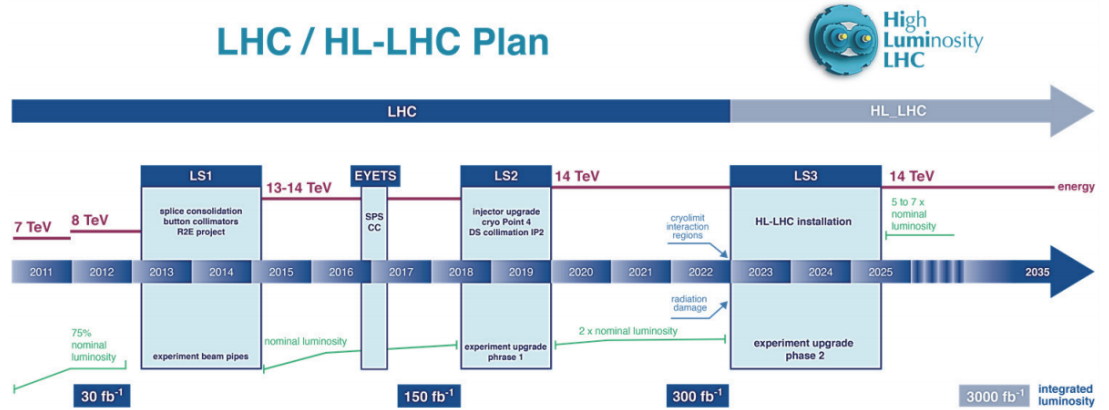 LHC / HL-LHC Plan
High
Luminosity
LHC
LHC
HL_LHC
LS1
EYETS
LS2
14 TeV
LS3
14 TeV
energy
13-14 TeV
7 TeV
8 TeV
splice consolidation
button collimators
R2E project
SPS
CC
injector upgrade
cryo Point 4
DS collimation IP2
cryolimit
interaction
regions
HL-LHC installation
5 to 7 x
nominal
luminosity
2011
2012
2013
2014
2015
2016
2017
2018
2019
2020
2021
2022
2023
2024
2025
2035
radiation
damage
75%
nominal
luminosity
experiment beam pipes
nominal luminosity
experiment upgrade
phrase 1
2 x nominal luminosity
experiment upgrade
phase 2
30 fb⁻¹
150 fb⁻¹
300 fb⁻¹
3000 fb⁻¹
integrated
luminosity